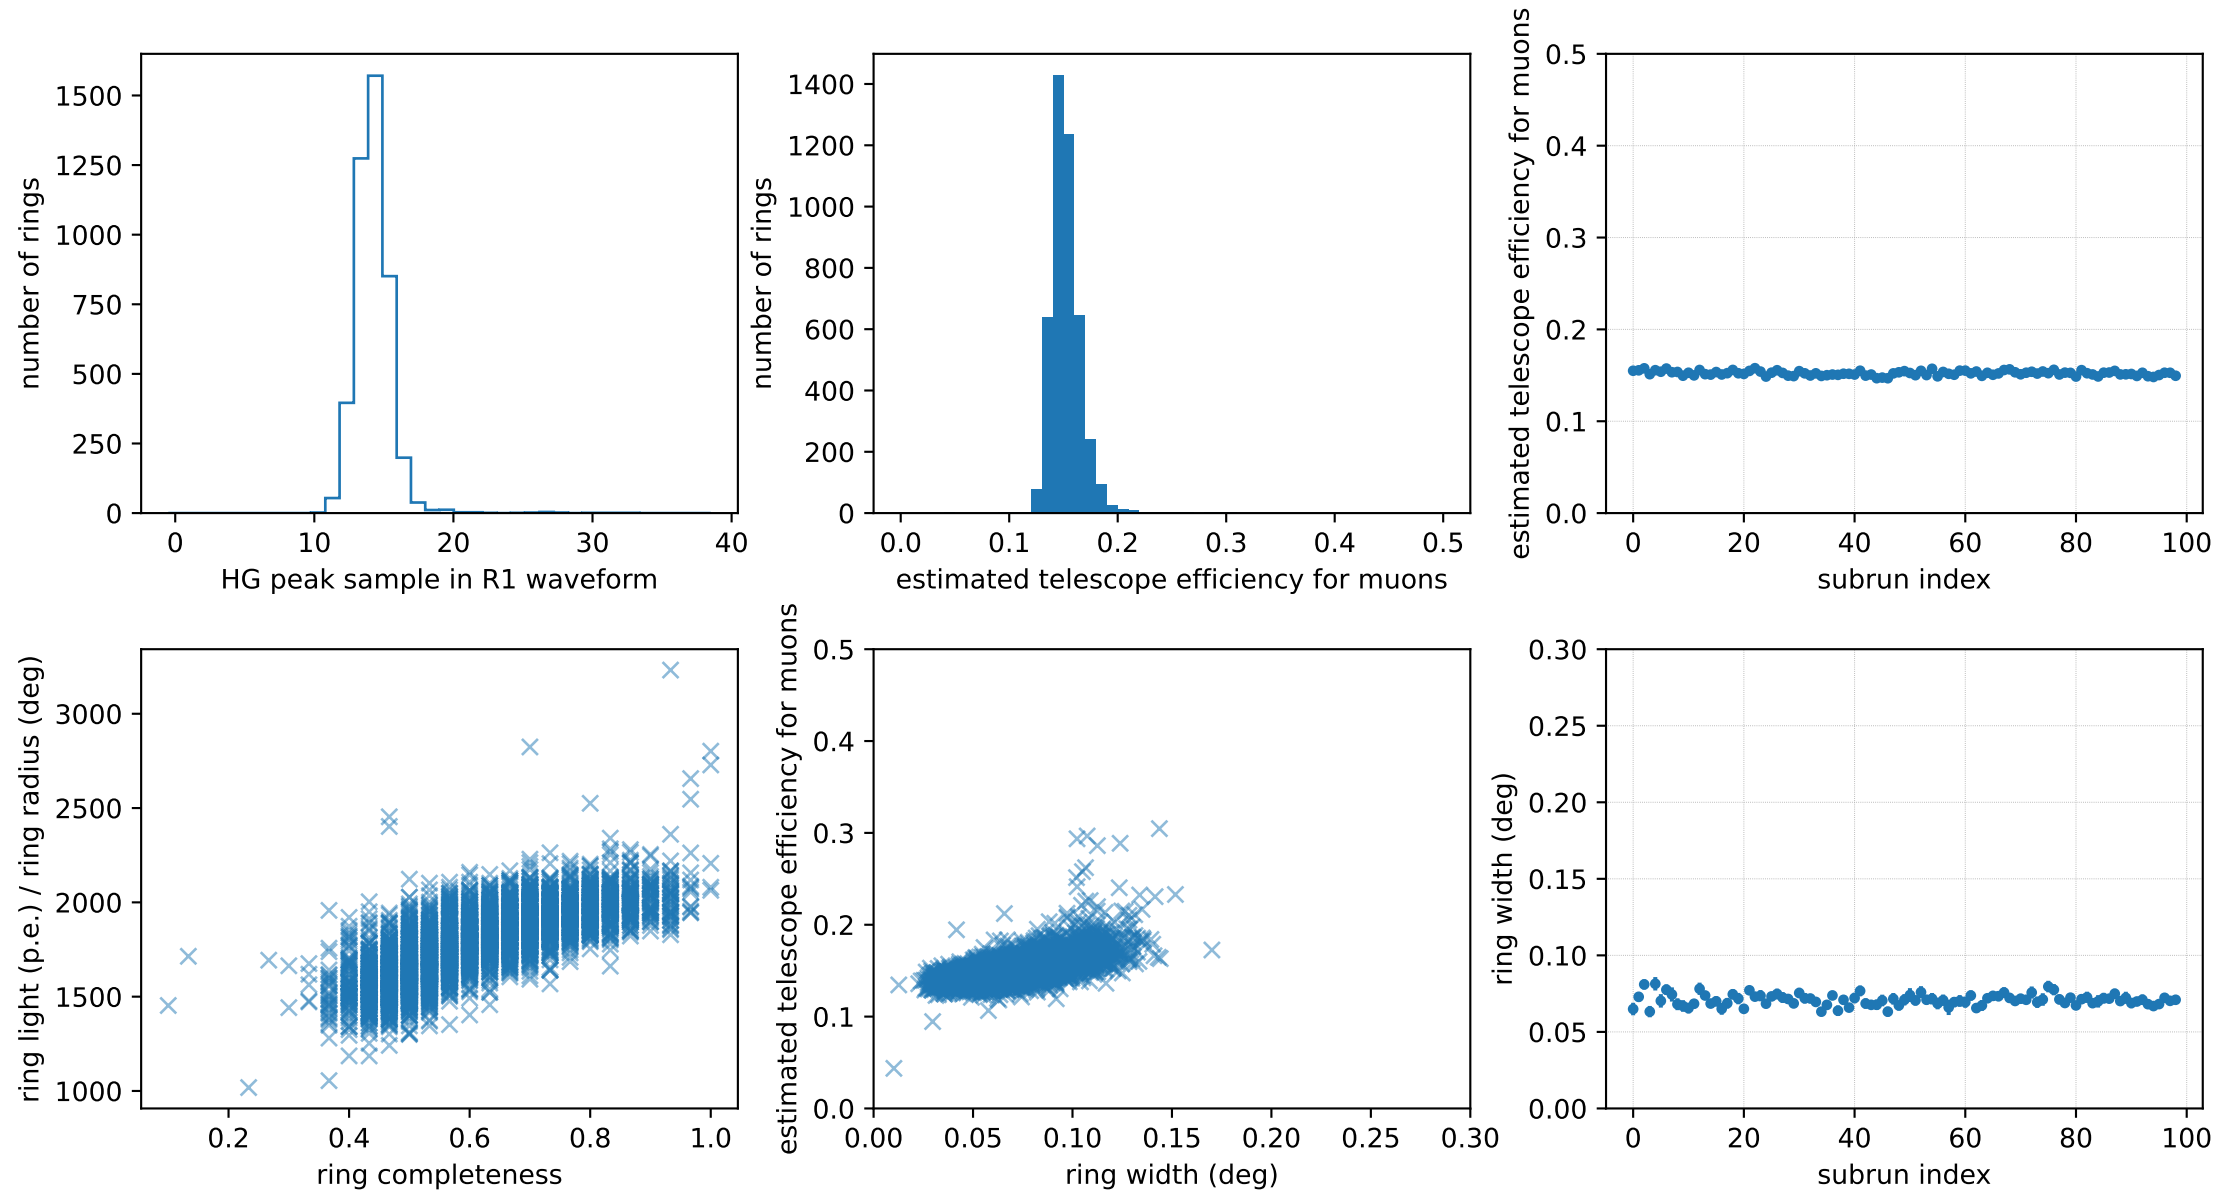 number of rings
1500
1250
1000
750
500
250
0
0 10 20 30 40
HG peak sample in R1 waveform
number of rings
1400
1200
1000
800
600
400
200
0
0.0 0.1 0.2 0.3 0.4 0.5
estimated telescope efficiency for muons
estimated telescope efficiency for muons
0.5
0.4
0.3
0.2
0.1
0.0
0 20 40 60 80 100
subrun index
ring light (p.e.) / ring radius (deg)
3000
2500
2000
1500
1000
0.2 0.4 0.6 0.8 1.0
ring completeness
estimated telescope efficiency for muons
0.5
0.4
0.3
0.2
0.1
0.0
0.00 0.05 0.10 0.15 0.20 0.25 0.30
ring width (deg)
ring width (deg)
0.30
0.25
0.20
0.15
0.10
0.05
0.00
0 20 40 60 80 100
subrun index